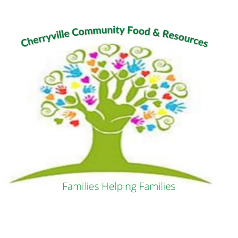 Cherryville Community Food & Resources
Families Helping Families